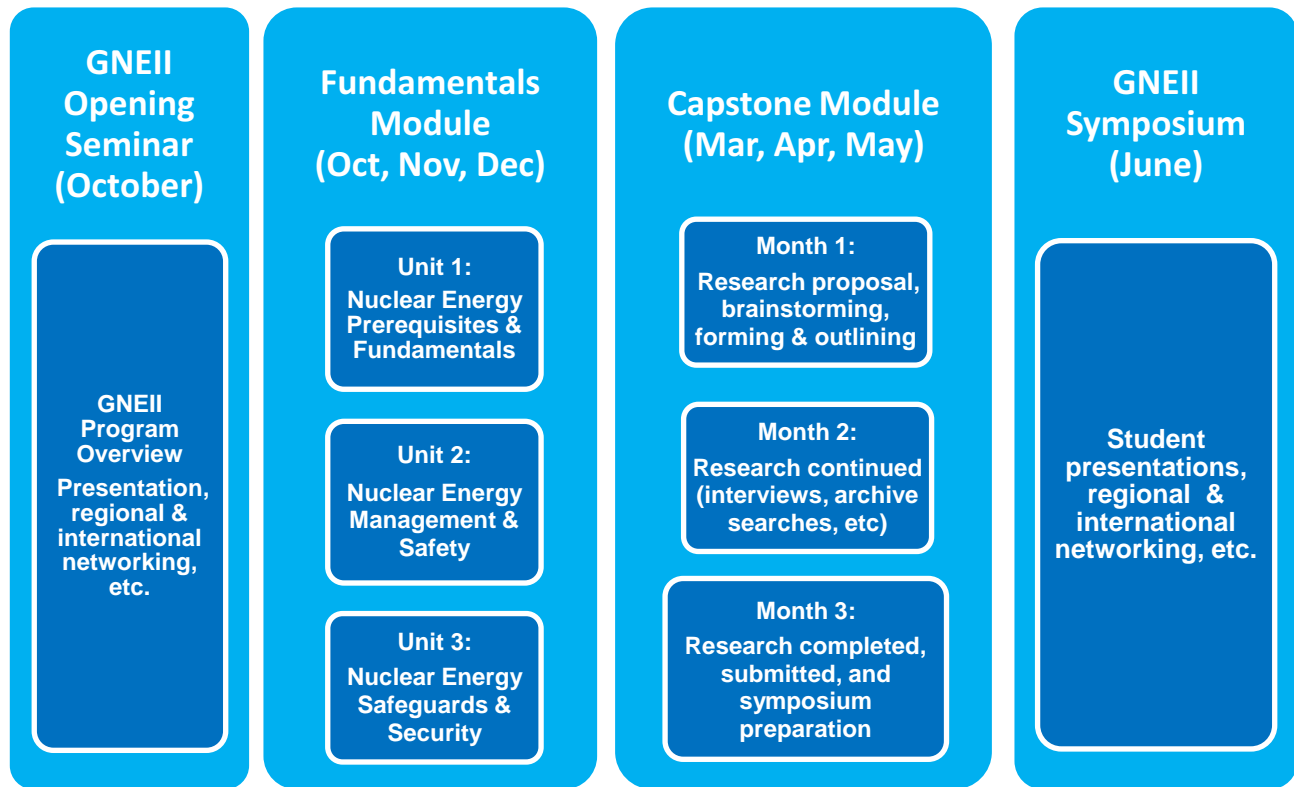 GNEII
Opening
Seminar
(October)
GNEII
Program
Overview
Presentation,
regional &
international
networking,
etc.
Fundamentals
Module
(Oct, Nov, Dec)
Unit 1:
Nuclear Energy
Prerequisites &
Fundamentals
Unit 2:
Nuclear Energy
Management &
Safety
Unit 3:
Nuclear Energy
Safeguards &
Security
Capstone Module
(Mar, Apr, May)
Month 1:
Research proposal,
brainstorming,
forming & outlining
Month 2:
Research continued
(interviews, archive
searches, etc)
Month 3:
Research completed,
submitted, and
symposium
preparation
GNEII
Symposium
(June)
Student
presentations,
regional &
international
networking, etc.